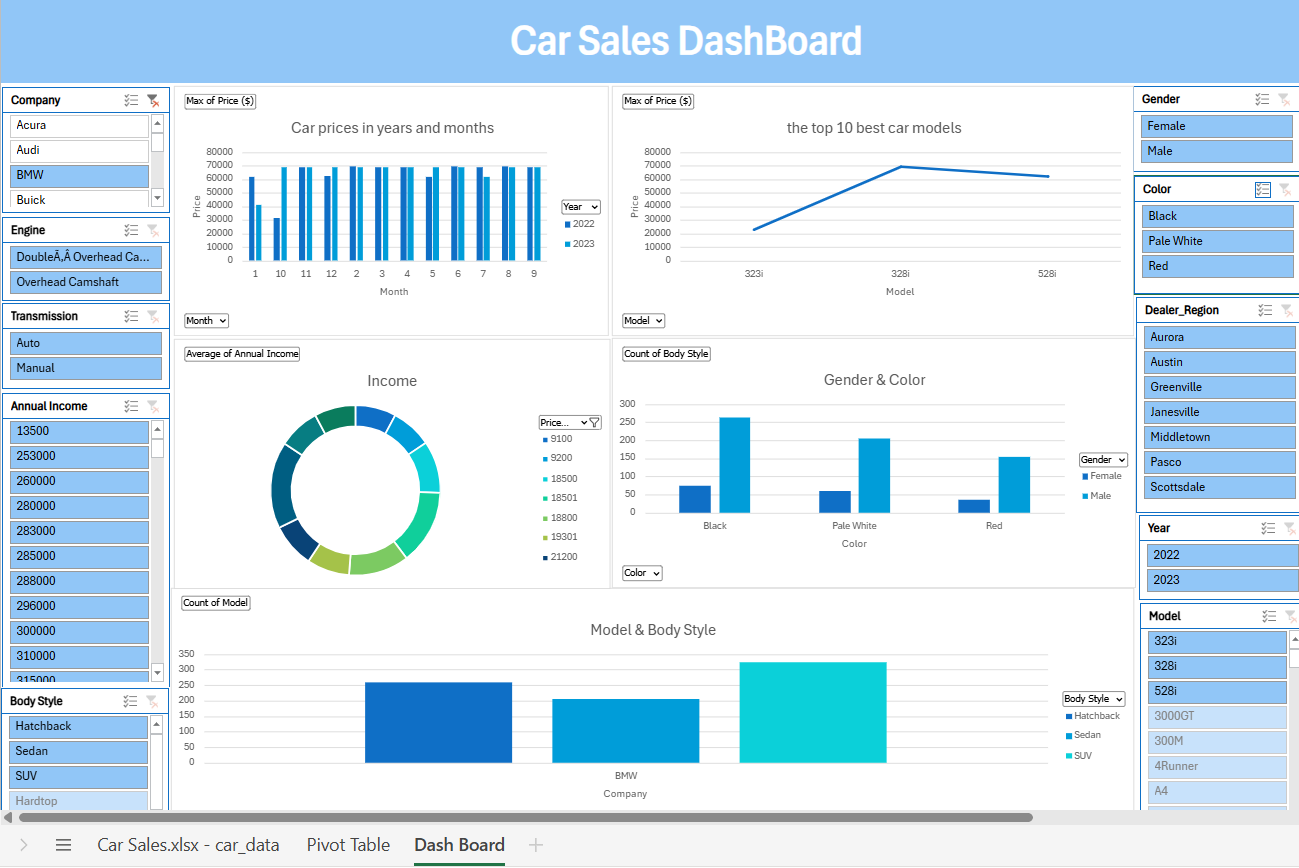 Car Sales DashBoard
Company
Acura
Audi
BMW
Buick
Engine
DoubleÃ‚Â Overhead Ca...
Overhead Camshaft
Transmission
Auto
Manual
Annual Income
13500
253000
260000
280000
283000
285000
288000
296000
300000
310000
315000
Body Style
Hatchback
Sedan
SUV
Hardtop
Max of Price ($)
Car prices in years and months
80000
70000
60000
50000
40000
30000
20000
10000
0
Price
1 10 11 12 2 3 4 5 6 7 8 9
Month
Year
2022
2023
Month
Max of Price ($)
the top 10 best car models
80000
70000
60000
50000
40000
30000
20000
10000
0
Price
323i 328i 528i
Model
Model
Average of Annual Income
Income
Price...
9100
9200
18500
18501
18800
19301
21200
Count of Body Style
Gender & Color
300
250
200
150
100
50
0
Black Pale White Red
Color
Gender
Female
Male
Color
Count of Model
Model & Body Style
350
300
250
200
150
100
50
0
BMW
Company
Body Style
Hatchback
Sedan
SUV
Gender
Female
Male
Color
Black
Pale White
Red
Dealer_Region
Aurora
Austin
Greenville
Janesville
Middletown
Pasco
Scottsdale
Year
2022
2023
Model
323i
328i
528i
3000GT
300M
4Runner
A4
Car Sales.xlsx - car_data Pivot Table Dash Board